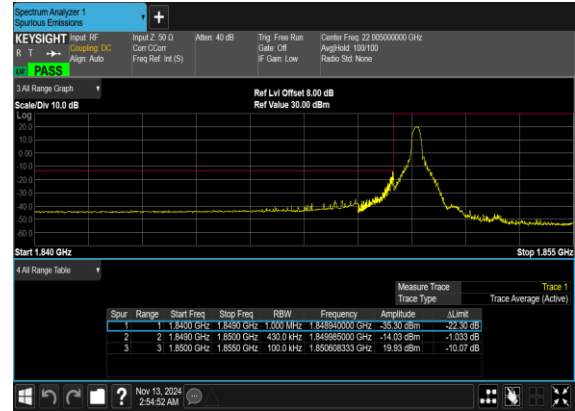 Spectrum Analyzer 1
Spurious Emissions
+
KEYSIGHT Input: RF Input Z: 50 Ω Atten: 40 dB Trig: Free Run Center Freq: 22.005000000 GHz
R T Coupling: DC Corr CCorr Gate: Off Avg|Hold: 100/100
Align: Auto Freq Ref: Int (S) IF Gain: Low Radio Std: None
PASS
3 All Range Graph
Ref Lvl Offset 8.00 dB
Scale/Div 10.0 dB Ref Value 30.00 dBm
Log
20.0
10.0
0.00
-10.0
-20.0
-30.0
-40.0
-50.0
-60.0
Start 1.840 GHz Stop 1.855 GHz
4 All Range Table
Measure Trace Trace 1
Trace Type Trace Average (Active)
Spur Range Start Freq Stop Freq RBW Frequency Amplitude ΔLimit
1 1 1.8400 GHz 1.8490 GHz 1.000 MHz 1.848940000 GHz -35.30 dBm -22.30 dB
2 2 1.8490 GHz 1.8500 GHz 430.0 kHz 1.849985000 GHz -14.03 dBm -1.033 dB
3 3 1.8500 GHz 1.8550 GHz 100.0 kHz 1.850608333 GHz 19.93 dBm -10.07 dB
? Nov 13, 2024
2:54:52 AM